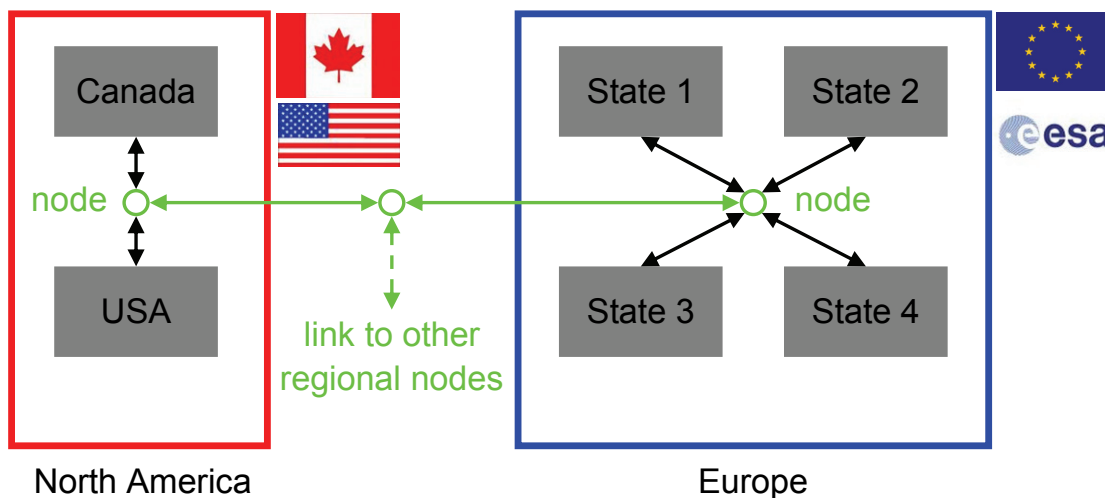 Canada
State 1
State 2
eesa
node
node
USA
State 3
State 4
link to other
regional nodes
North America
Europe